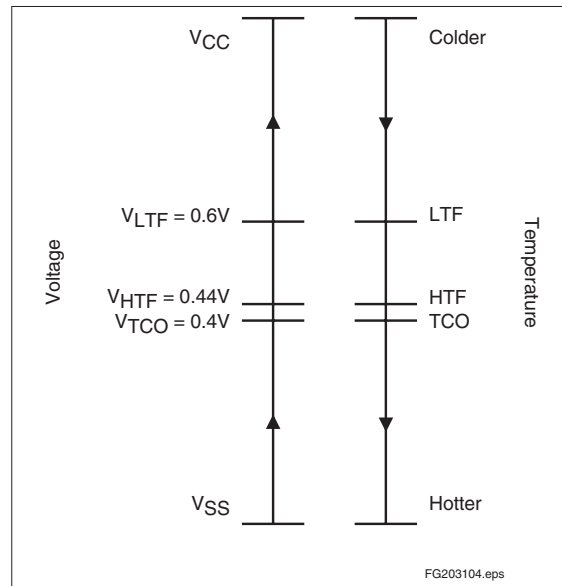 VCC
Colder
VLTF = 0.6V
LTF
Voltage
Temperature
VHTF = 0.44V
HTF
VTCO = 0.4V
TCO
VSS
Hotter
FG203104.eps